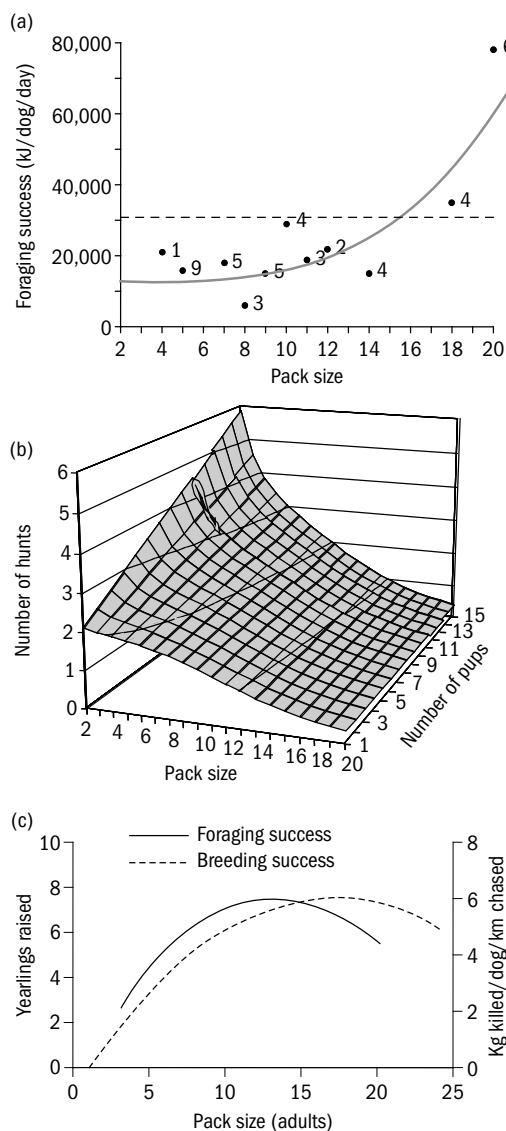 (a)
80,000
60,000
40,000
20,000
0
Foraging success (kJ/dog/day)
6
4
4
1
2
9
5
5
3
4
3
2 4 6 8 10 12 14 16 18 20
Pack size
(b)
6
5
4
3
2
1
0
Number of hunts
2 4 6 8 10 12 14 16 18 20
Pack size
15
13
11
9
7
5
3
1
Number of pups
(c)
Foraging success
Breeding success
10
8
6
4
2
0
Yearlings raised
8
6
4
2
0
Kg killed/dog/km chased
0 5 10 15 20 25
Pack size (adults)